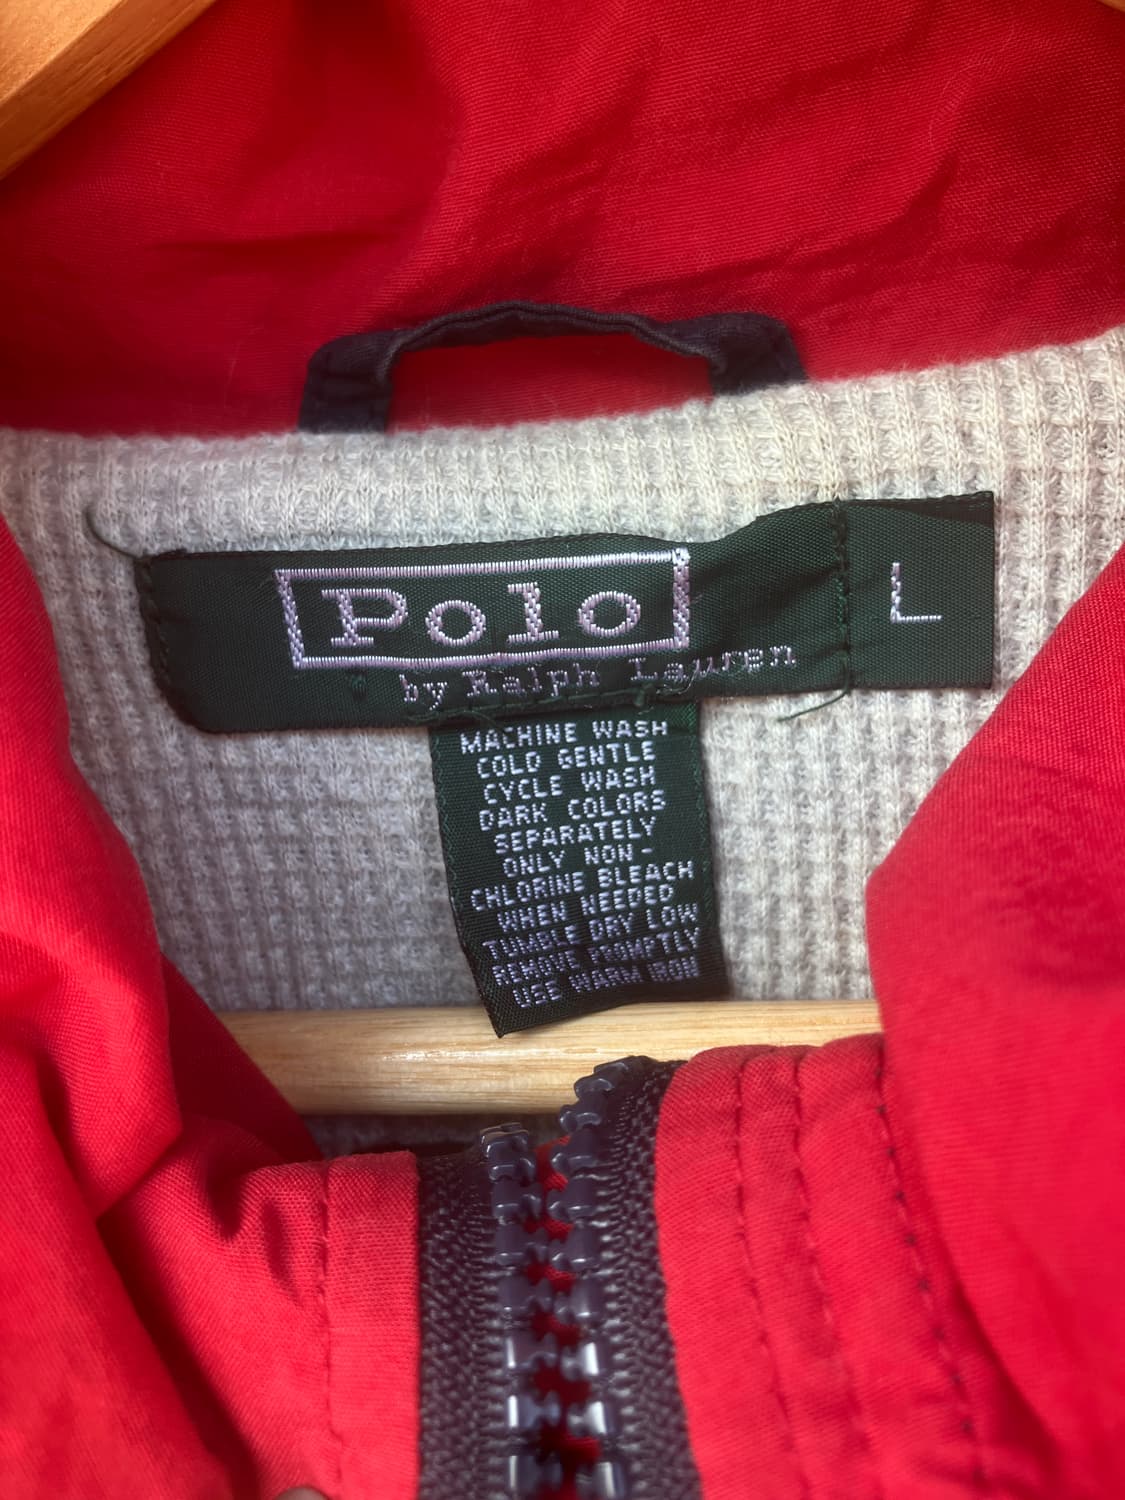 Polo
by Ralph Lauren
L
MACHINE WASH
COLD GENTLE
CYCLE WASH
DARK COLORS
SEPARATELY
ONLY NON-
CHLORINE BLEACH
WHEN NEEDED
TUMBLE DRY LOW
REMOVE PROMPTLY
USE WARM IRON